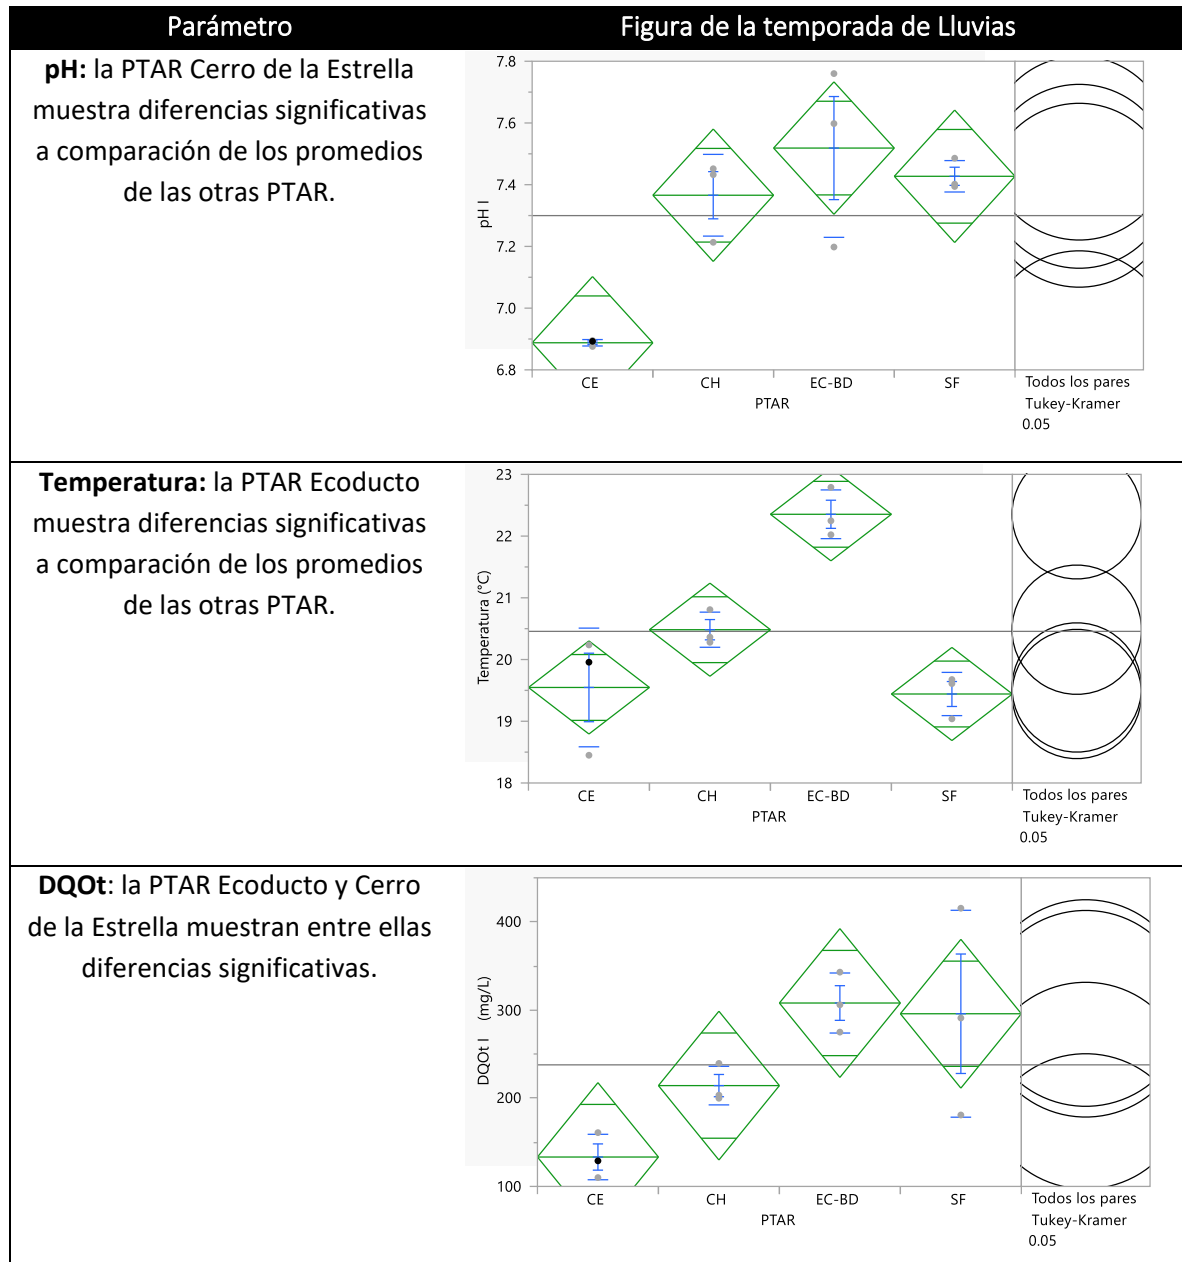 Parámetro
Figura de la temporada de Lluvias
pH: la PTAR Cerro de la Estrella
muestra diferencias significativas
a comparación de los promedios
de las otras PTAR.
7.8
7.6
7.4
7.2
7.0
6.8
pH I
CE
CH
EC-BD
SF
PTAR
Todos los pares
Tukey-Kramer
0.05
Temperatura: la PTAR Ecoducto
muestra diferencias significativas
a comparación de los promedios
de las otras PTAR.
23
22
21
20
19
18
Temperatura (°C)
CE
CH
EC-BD
SF
PTAR
Todos los pares
Tukey-Kramer
0.05
DQOt: la PTAR Ecoducto y Cerro
de la Estrella muestran entre ellas
diferencias significativas.
400
300
200
100
DQOt I (mg/L)
CE
CH
EC-BD
SF
PTAR
Todos los pares
Tukey-Kramer
0.05